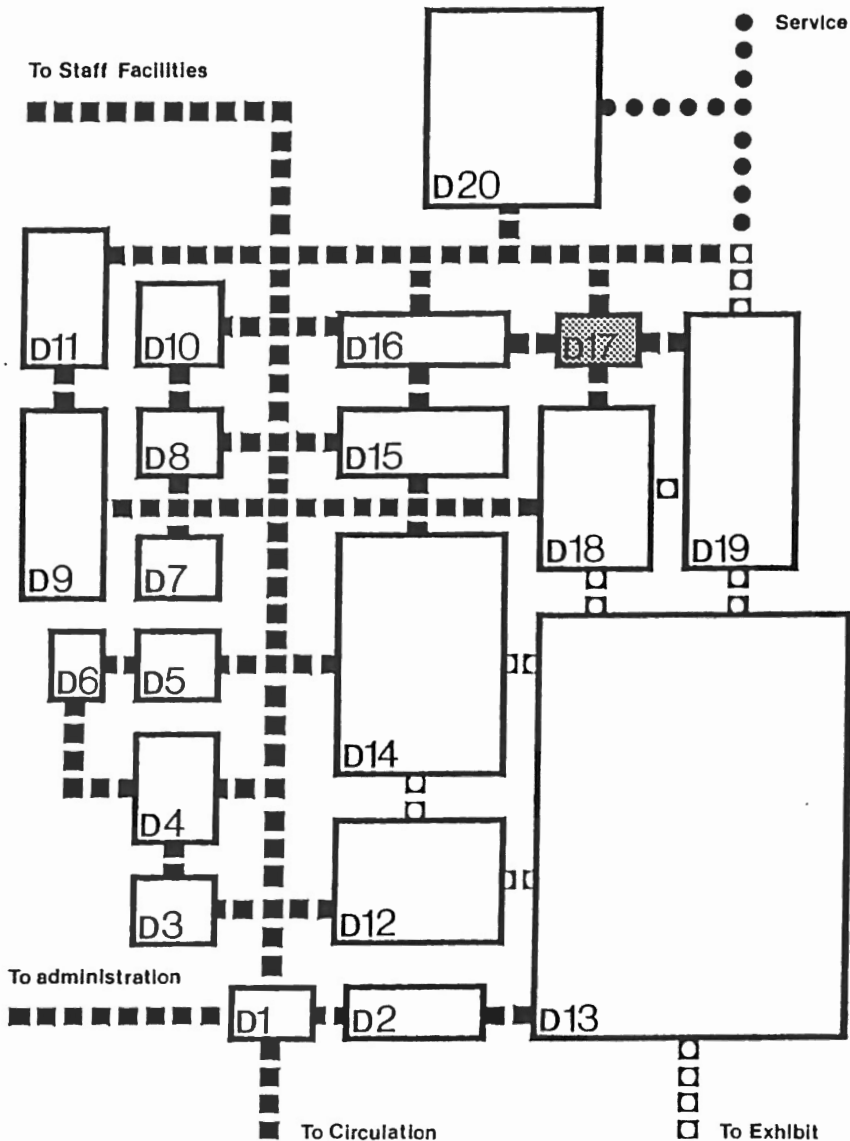 Service
To Staff Facilities
D20
D11
D10
D16
D17
D8
D15
D9
D7
D18
D19
D6
D5
D14
D4
D3
D12
To administration
D1
D2
D13
To Circulation
To Exhibit